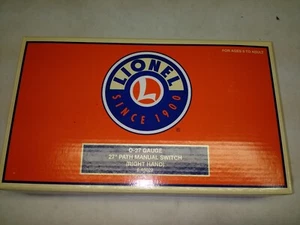 LIONEL
L
SINCE 1900
®
O-27 GAUGE
27" PATH MANUAL SWITCH
(RIGHT HAND)